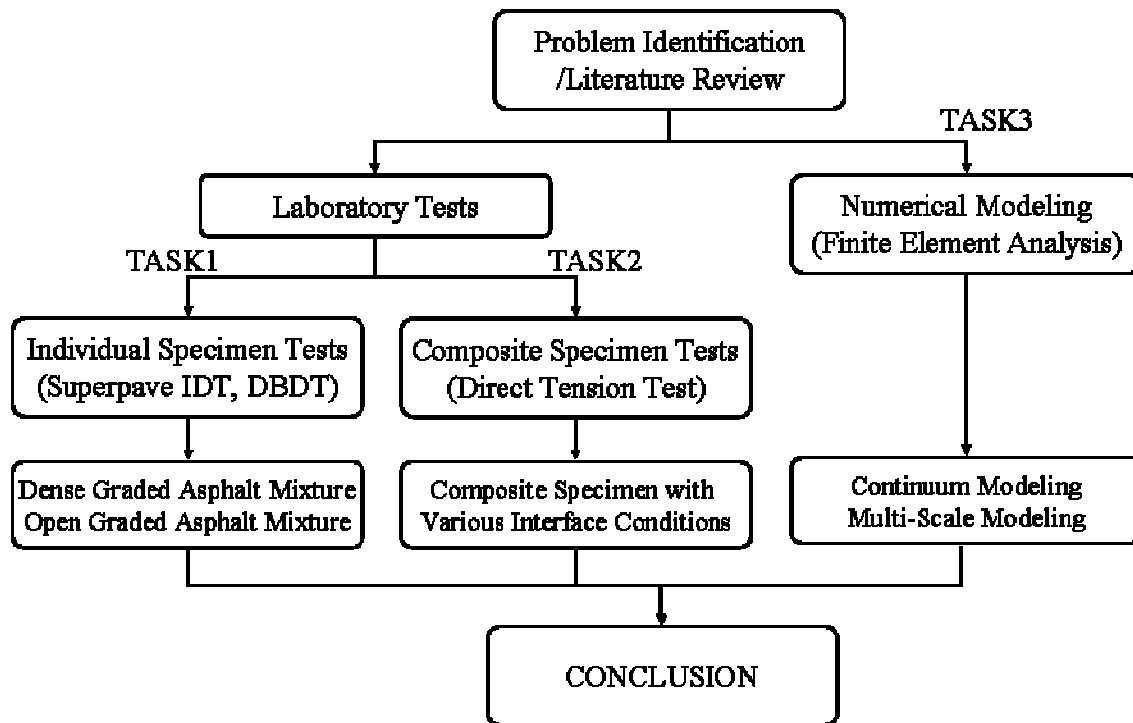 Problem Identification
/Literature Review
TASK3
Laboratory Tests
Numerical Modeling
(Finite Element Analysis)
TASK1
TASK2
Individual Specimen Tests
(Superpave IDT, DBDT)
Composite Specimen Tests
(Direct Tension Test)
Dense Graded Asphalt Mixture
Open Graded Asphalt Mixture
Composite Specimen with
Various Interface Conditions
Continuum Modeling
Multi-Scale Modeling
CONCLUSION